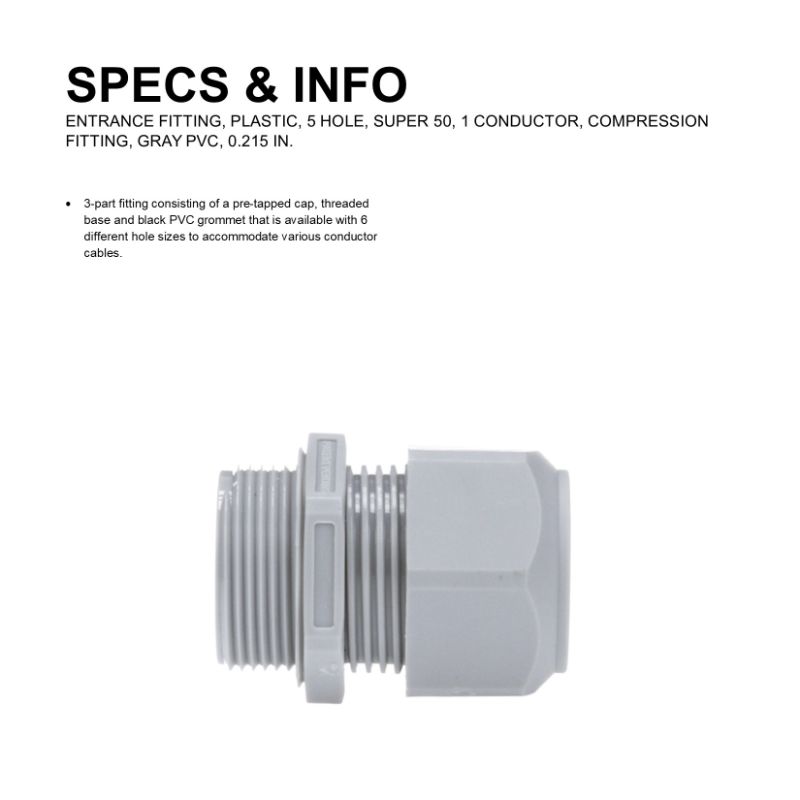 SPECS & INFO
ENTRANCE FITTING, PLASTIC, 5 HOLE, SUPER 50, 1 CONDUCTOR, COMPRESSION
FITTING, GRAY PVC, 0.215 IN.
• 3-part fitting consisting of a pre-tapped cap, threaded
base and black PVC grommet that is available with 6
different hole sizes to accommodate various conductor
cables.